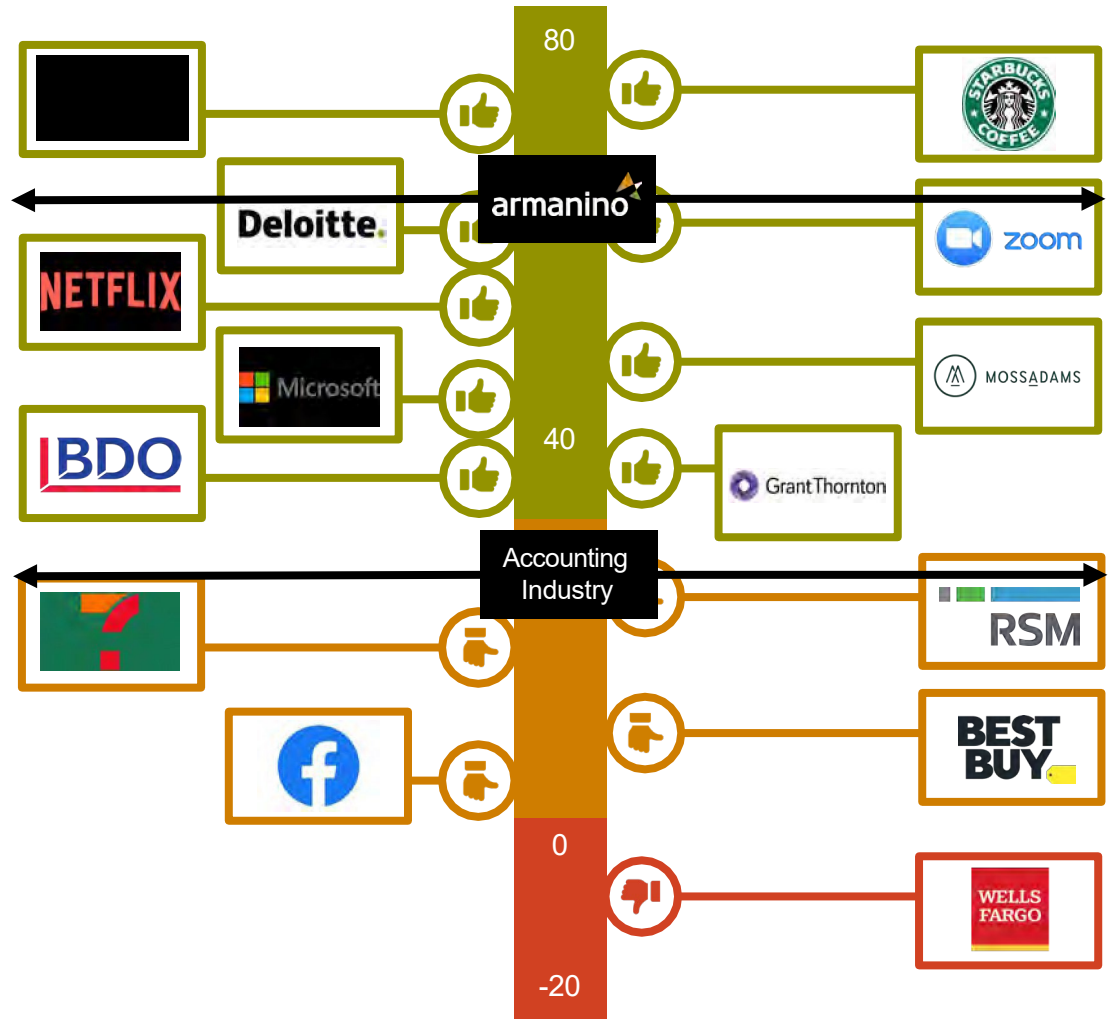 80
STARBUCKS
COFFEE
armanino
Deloitte.
zoom
NETFLIX
Microsoft
MOSSADAMS
40
BDO
GrantThornton
Accounting
Industry
RSM
BEST
BUY
0
WELLS
FARGO
-20